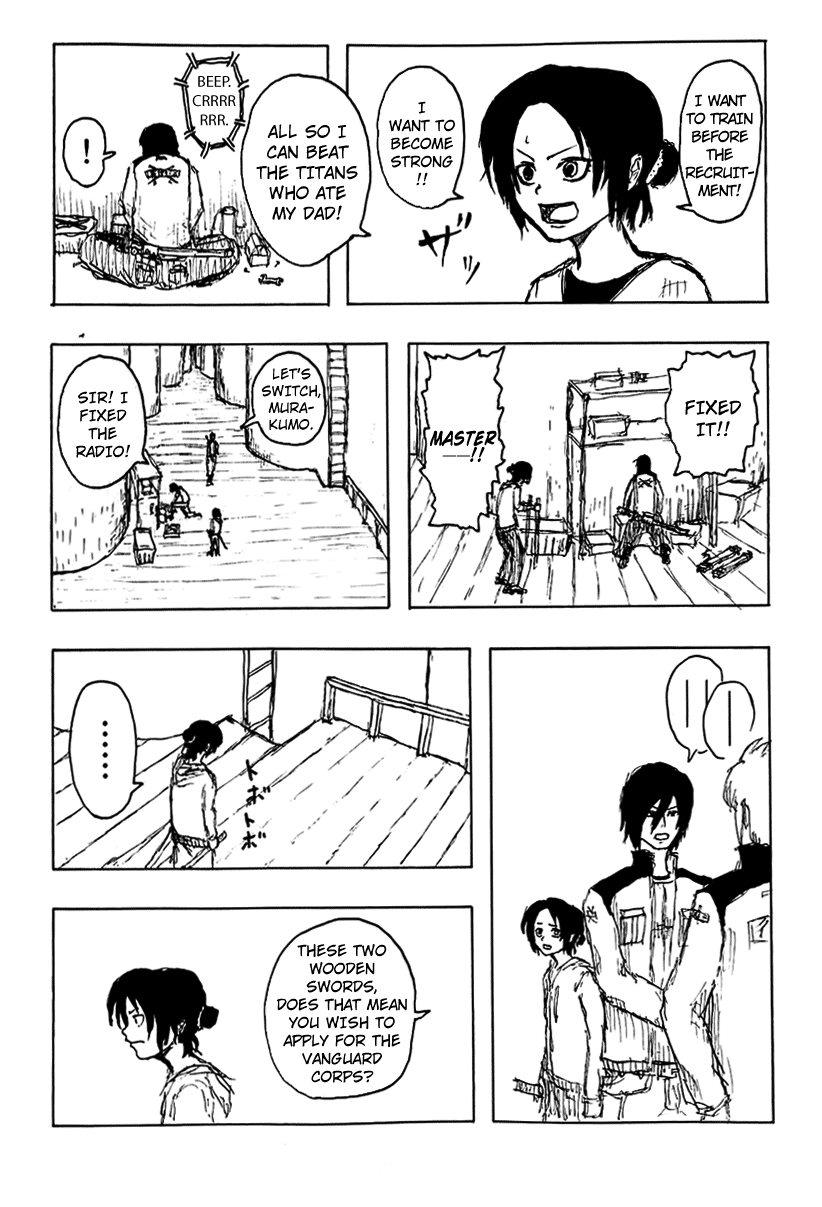 I WANT
TO TRAIN
BEFORE
THE
RECRUIT-
MENT!
I
WANT TO
BECOME
STRONG
!!
ザッ
ALL SO I
CAN BEAT
THE TITANS
WHO ATE
MY DAD!
BEEP.
CRRRR
RRR.
!
FIXED
IT!!
MASTER
—!!
LET'S
SWITCH,
MURA-
KUMO.
SIR! I
FIXED
THE
RADIO!
......
トボトボ
THESE TWO
WOODEN
SWORDS,
DOES THAT MEAN
YOU WISH TO
APPLY FOR THE
VANGUARD
CORPS?